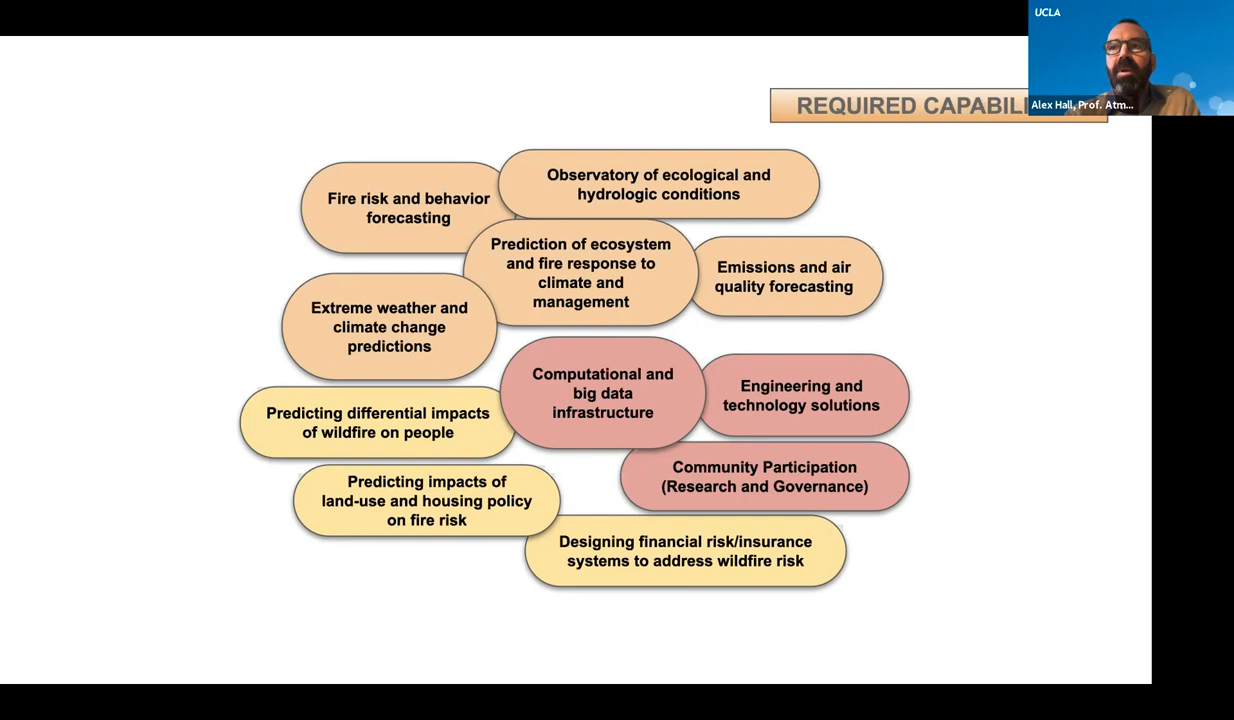 UCLA
Alex Hall, Prof. Atm...
REQUIRED
Fire risk and behavior
forecasting
Observatory of ecological and
hydrologic conditions
Prediction of ecosystem
and fire response to
climate and
management
Emissions and air
quality forecasting
Extreme weather and
climate change
predictions
Computational and
big data
infrastructure
Engineering and
technology solutions
Predicting differential impacts
of wildfire on people
Community Participation
(Research and Governance)
Predicting impacts of
land-use and housing policy
on fire risk
Designing financial risk/insurance
systems to address wildfire risk